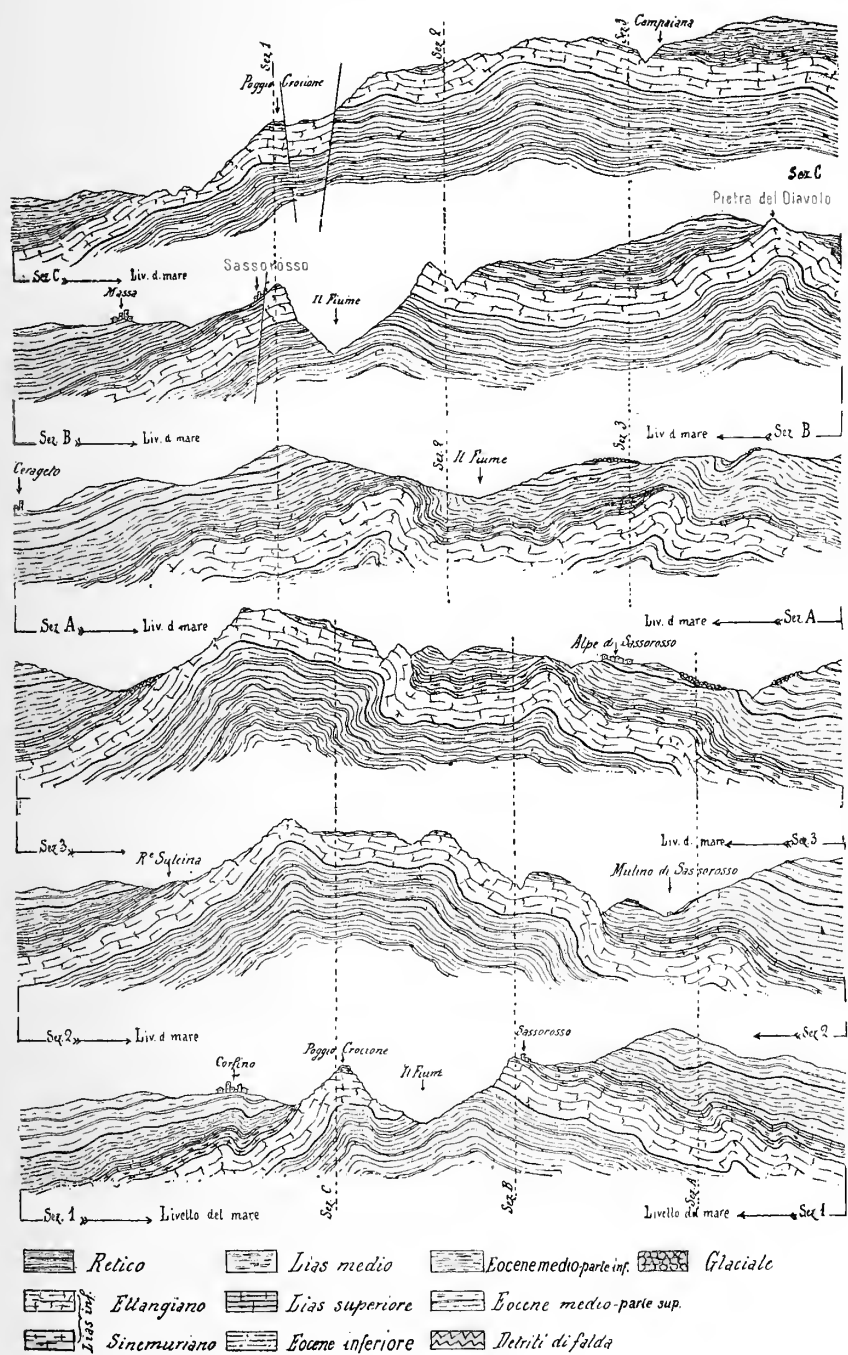 Sez 1
Sez 2
Sez 3
Campaiana
Poggio Crocione
Sez C
Pietra del Diavolo
Sez C Liv. d. mare
Sassorosso
Massa
Il Fiume
Sez B Liv. d mare
Liv d mare Sez B
Sez. 2
Sez 3
Cerageto
Il Fiume
Sez A Liv. d mare
Liv. d mare Sez A
Alpe di Sassorosso
Sez 3
Liv. d. mare Sez 3
Re Sulcina
Mulino di Sassorosso
Sez 2 Liv. d mare
Sez 2
Corfino
Poggio Crocione
Il Fiume
Sassorosso
Sez C
Sez B
Sez A
Sez. 1 Livello del mare
Livello del mare Sez 1
Retico Lias medio Eocene medio-parte inf. Glaciale
Lias inf.
Ettangiano Lias superiore Eocene medio-parte sup.
Sinemuriano Eocene inferiore Detriti di falda